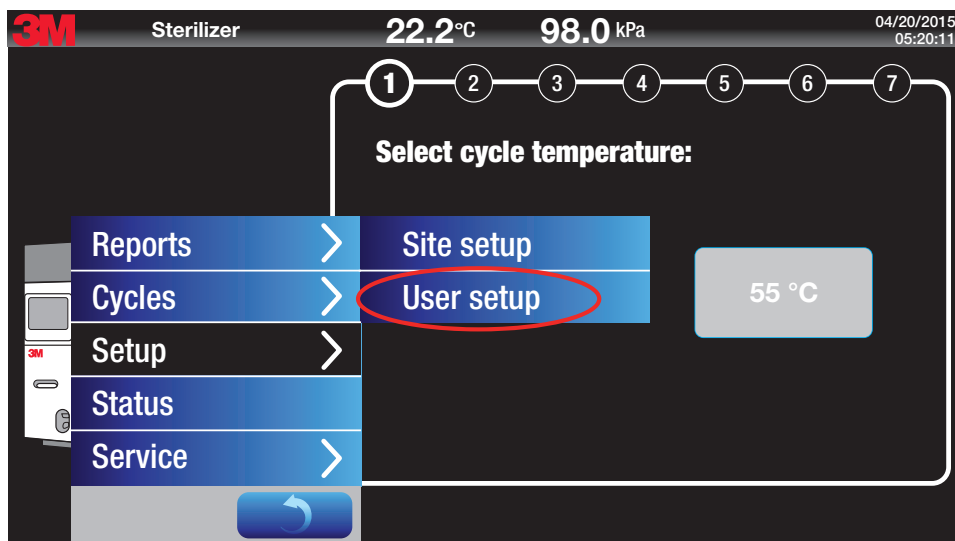 3M Sterilizer 22.2°C 98.0 kPa 04/20/2015
05:20:11
1 2 3 4 5 6 7
Select cycle temperature:
Reports
Cycles
Setup
Status
Service
Site setup
User setup
55 °C
3M